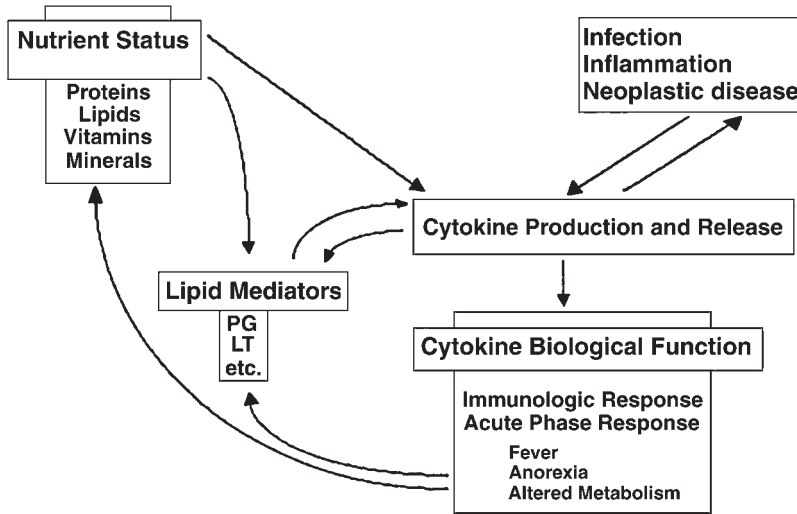 Nutrient Status
Proteins
Lipids
Vitamins
Minerals
Infection
Inflammation
Neoplastic disease
Cytokine Production and Release
Lipid Mediators
PG
LT
etc.
Cytokine Biological Function
Immunologic Response
Acute Phase Response
Fever
Anorexia
Altered Metabolism